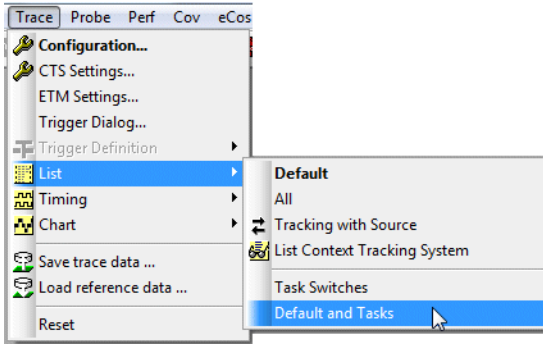 Trace Probe Perf Cov eCos
Configuration...
CTS Settings...
ETM Settings...
Trigger Dialog...
Trigger Definition
List
Default
Timing
All
Chart
Tracking with Source
List Context Tracking System
Save trace data ...
Load reference data ...
Task Switches
Default and Tasks
Reset